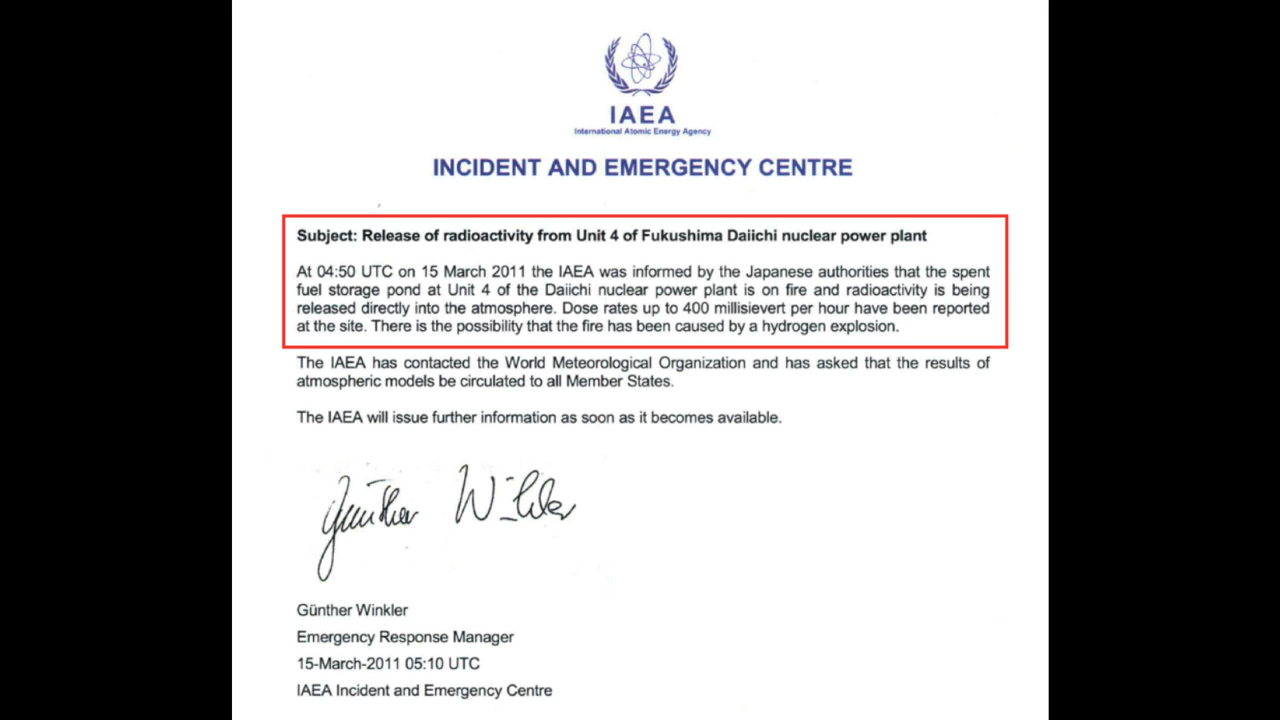 IAEA
International Atomic Energy Agency
INCIDENT AND EMERGENCY CENTRE
Subject: Release of radioactivity from Unit 4 of Fukushima Daiichi nuclear power plant
At 04:50 UTC on 15 March 2011 the IAEA was informed by the Japanese authorities that the spent
fuel storage pond at Unit 4 of the Daiichi nuclear power plant is on fire and radioactivity is being
released directly into the atmosphere. Dose rates up to 400 millisievert per hour have been reported
at the site. There is the possibility that the fire has been caused by a hydrogen explosion.
The IAEA has contacted the World Meteorological Organization and has asked that the results of
atmospheric models be circulated to all Member States.
The IAEA will issue further information as soon as it becomes available.
Günther Winkler
Günther Winkler
Emergency Response Manager
15-March-2011 05:10 UTC
IAEA Incident and Emergency Centre